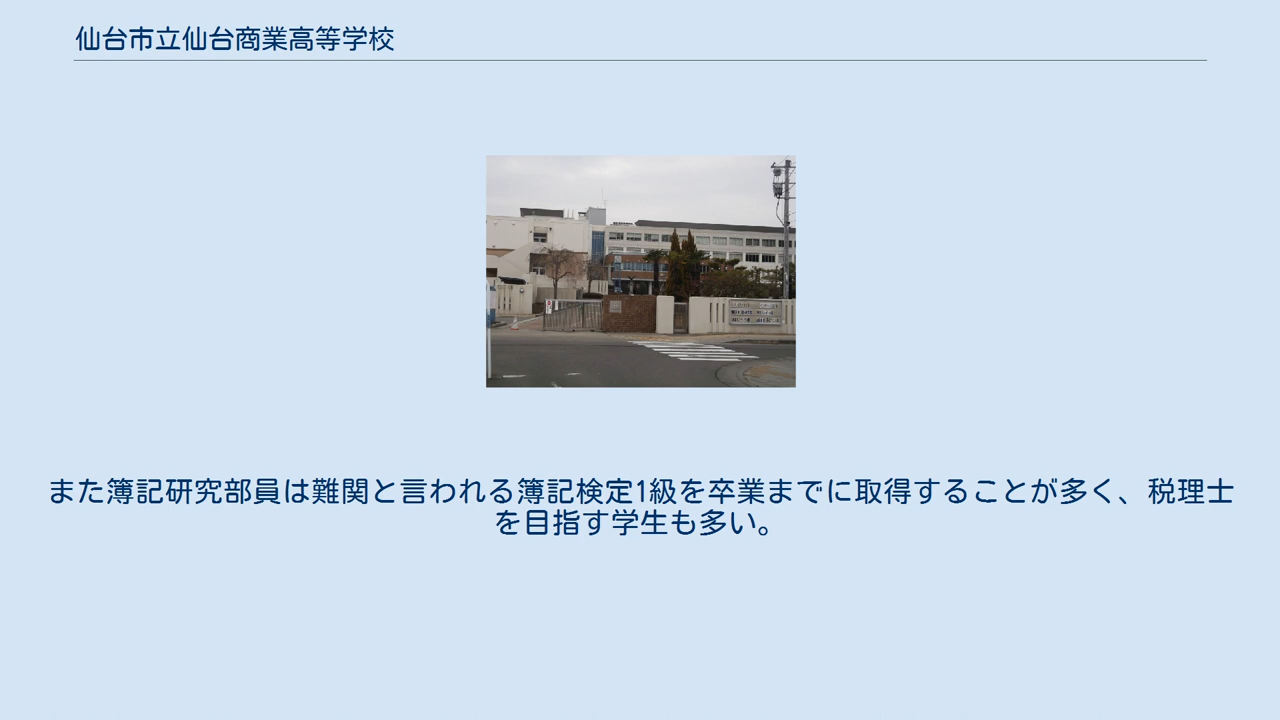 仙台市立仙台商業高等学校
また簿記研究部員は難関と言われる簿記検定1級を卒業までに取得することが多く、税理士
を目指す学生も多い。